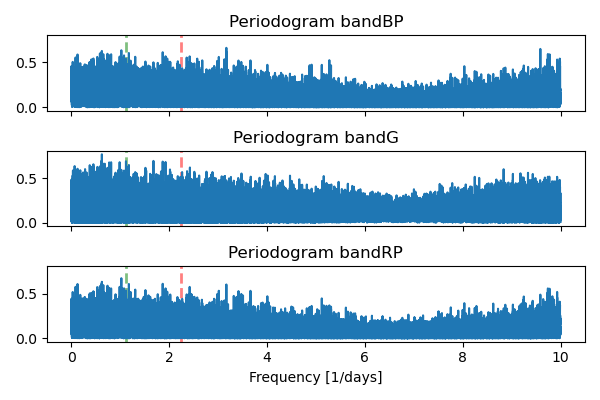 Periodogram bandBP
0.5
0.0
Periodogram bandG
0.5
0.0
Periodogram bandRP
0.5
0.0
0 2 4 6 8 10
Frequency [1/days]